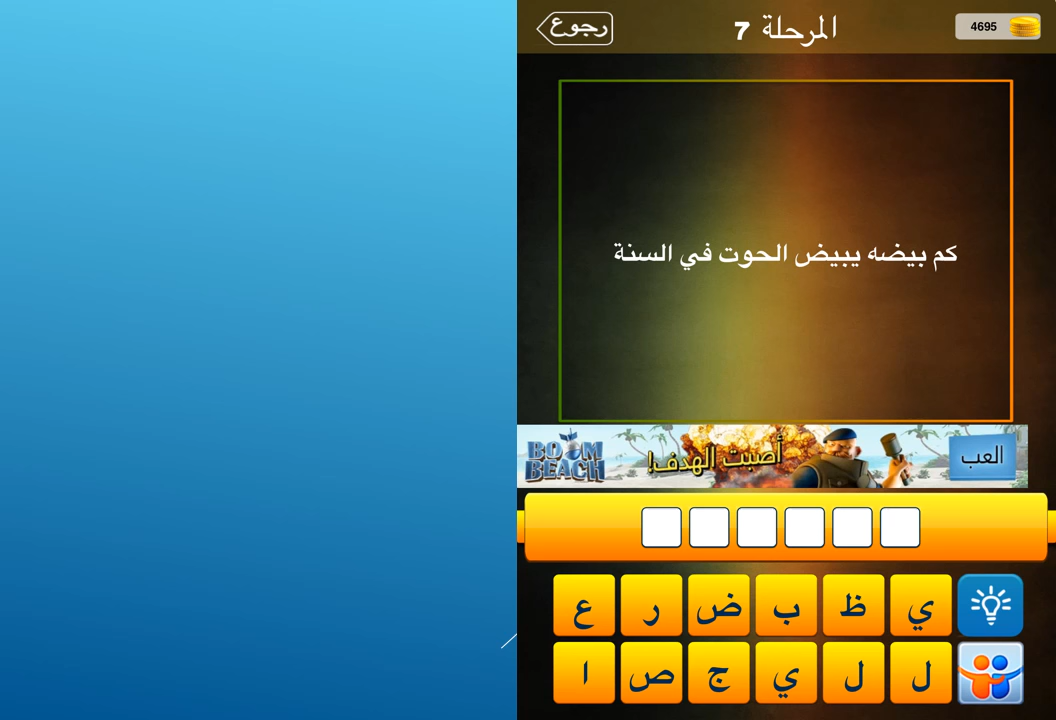 رجوع
المرحلة 7
4695
كم بيضه يبيض الحوت في السنة
BOOM BEACH
أصبت الهدف!
العب
ي ظ ب ض ر ع
ل ل ي ج ص ا